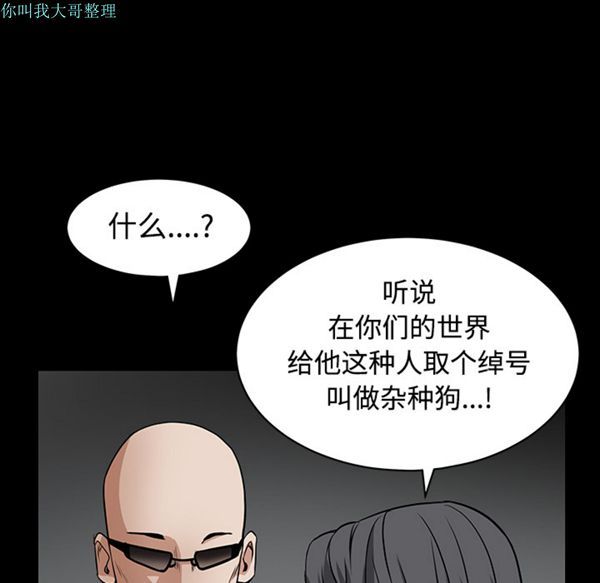 你叫我大哥整理
什么....?
听说
在你们的世界
给他这种人取个绰号
叫做杂种狗...!